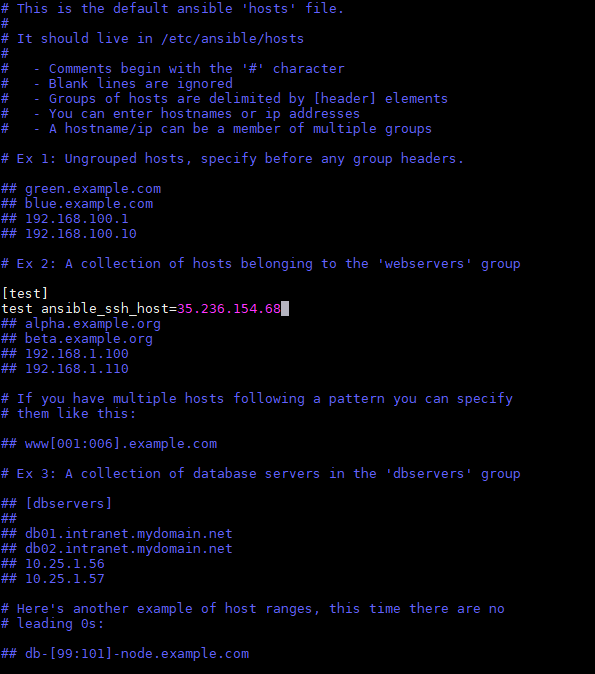 # This is the default ansible 'hosts' file.
#
# It should live in /etc/ansible/hosts
#
#   - Comments begin with the '#' character
#   - Blank lines are ignored
#   - Groups of hosts are delimited by [header] elements
#   - You can enter hostnames or ip addresses
#   - A hostname/ip can be a member of multiple groups
# Ex 1: Ungrouped hosts, specify before any group headers.
## green.example.com
## blue.example.com
## 192.168.100.1
## 192.168.100.10
# Ex 2: A collection of hosts belonging to the 'webservers' group
[test]
test ansible_ssh_host=35.236.154.68
## alpha.example.org
## beta.example.org
## 192.168.1.100
## 192.168.1.110
# If you have multiple hosts following a pattern you can specify
# them like this:
## www[001:006].example.com
# Ex 3: A collection of database servers in the 'dbservers' group
## [dbservers]
##
## db01.intranet.mydomain.net
## db02.intranet.mydomain.net
## 10.25.1.56
## 10.25.1.57
# Here's another example of host ranges, this time there are no
# leading 0s:
## db-[99:101]-node.example.com